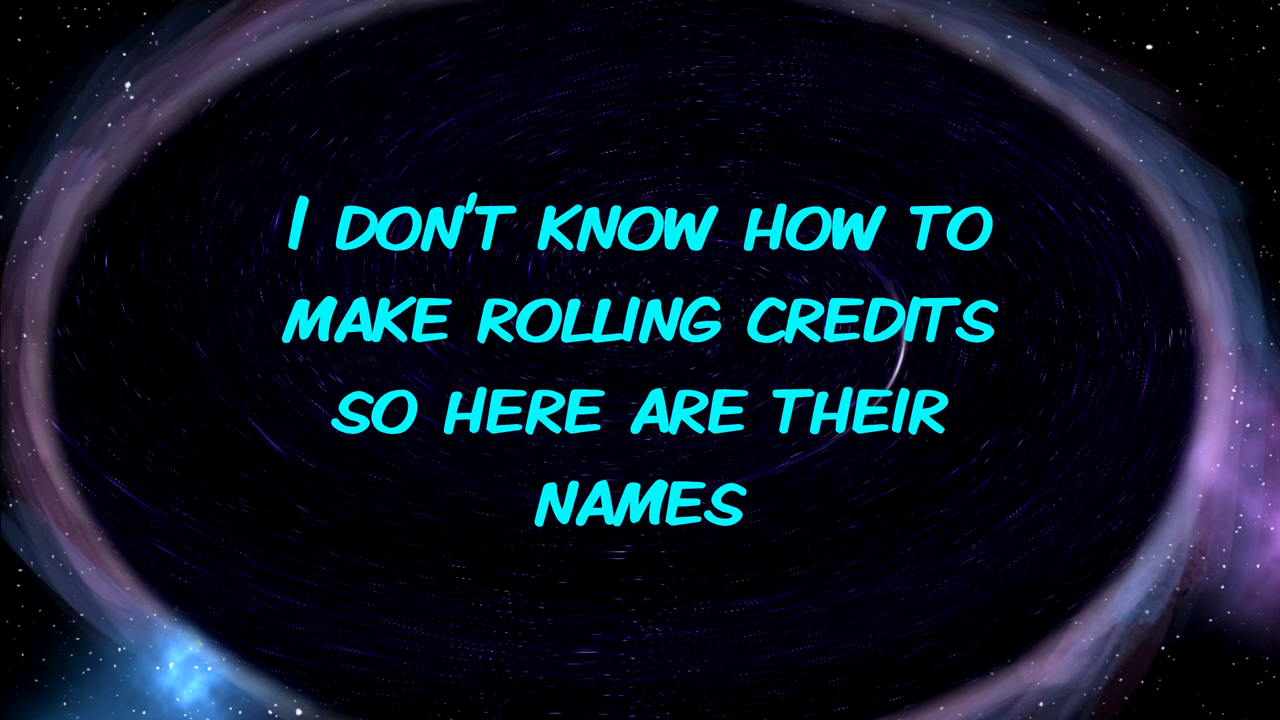 I DON'T KNOW HOW TO
MAKE ROLLING CREDITS
SO HERE ARE THEIR
NAMES